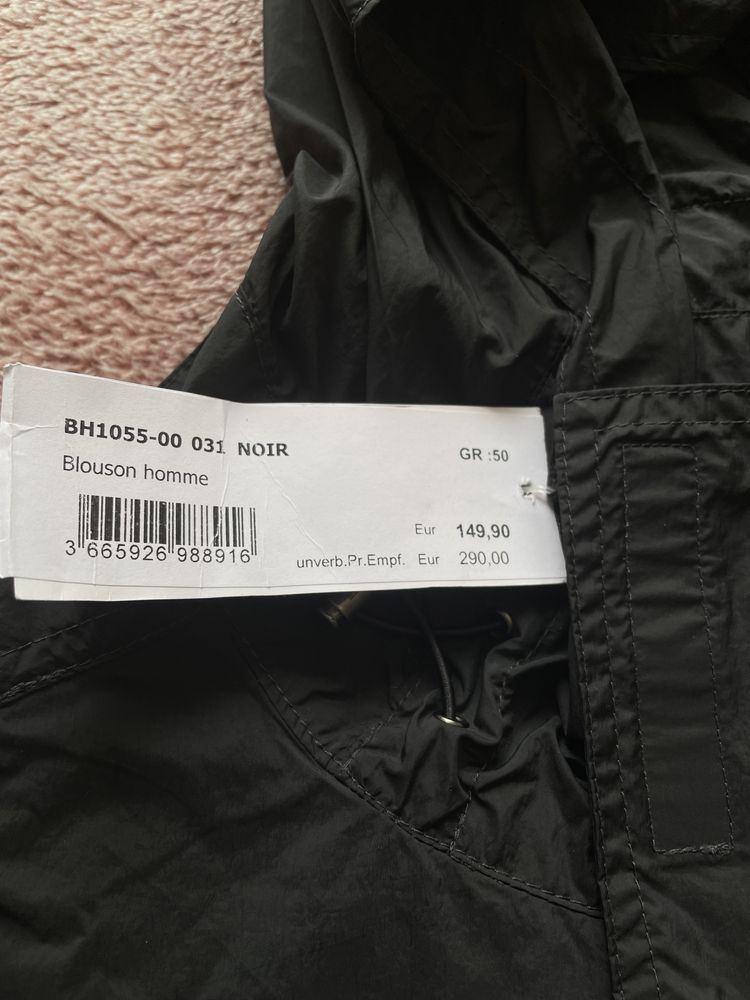 BH1055-00 031 NOIR
GR :50
Blouson homme
3 665926 988916
Eur 149,90
unverb.Pr.Empf. Eur 290,00